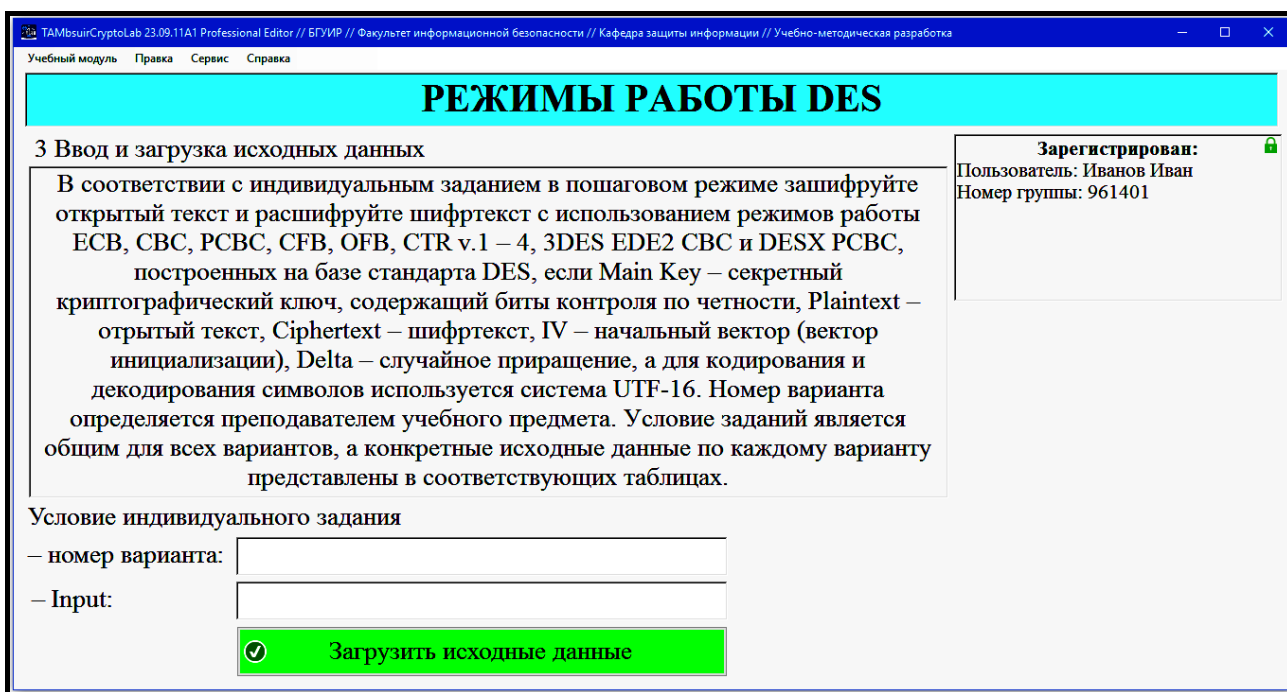 TAMbsuirCryptoLab 23.09.11A1 Professional Editor // БГУИР // Факультет информационной безопасности // Кафедра защиты информации // Учебно-методическая разработка
Учебный модуль Правка Сервис Справка
РЕЖИМЫ РАБОТЫ DES
3 Ввод и загрузка исходных данных
В соответствии с индивидуальным заданием в пошаговом режиме зашифруйте
открытый текст и расшифруйте шифртекст с использованием режимов работы
ECB, CBC, PCBC, CFB, OFB, CTR v.1 – 4, 3DES EDE2 CBC и DESX PCBC,
построенных на базе стандарта DES, если Main Key – секретный
криптографический ключ, содержащий биты контроля по четности, Plaintext –
отрытый текст, Ciphertext – шифртекст, IV – начальный вектор (вектор
инициализации), Delta – случайное приращение, а для кодирования и
декодирования символов используется система UTF-16. Номер варианта
определяется преподавателем учебного предмета. Условие заданий является
общим для всех вариантов, а конкретные исходные данные по каждому варианту
представлены в соответствующих таблицах.
Зарегистрирован:
Пользователь: Иванов Иван
Номер группы: 961401
Условие индивидуального задания
– номер варианта:
– Input:
Загрузить исходные данные